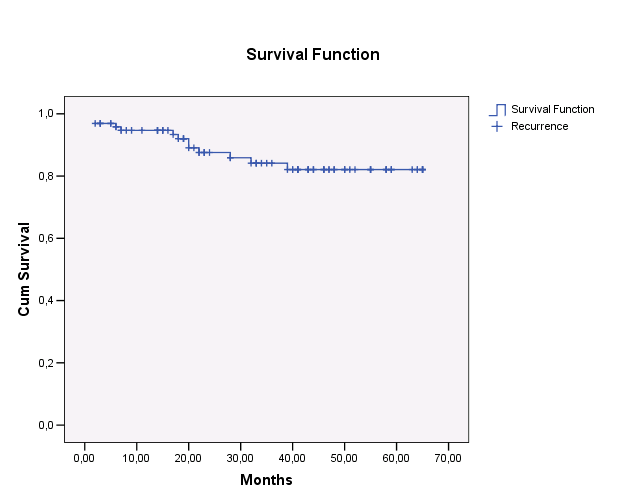 Survival Function
Survival Function
Recurrence
1,0
0,8
0,6
0,4
0,2
0,0
Cum Survival
0,00 10,00 20,00 30,00 40,00 50,00 60,00 70,00
Months